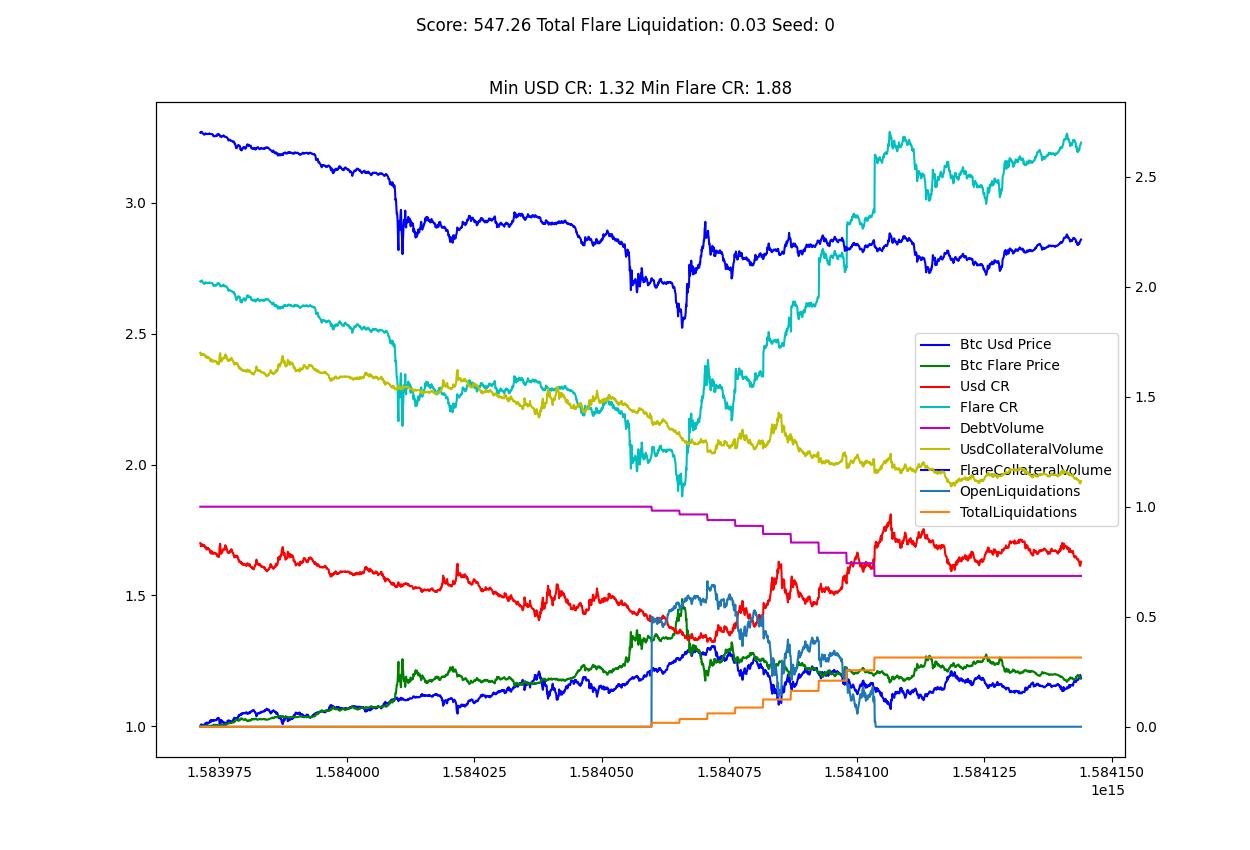 Score: 547.26 Total Flare Liquidation: 0.03 Seed: 0
Min USD CR: 1.32 Min Flare CR: 1.88
3.0
2.5
2.0
1.5
1.0
2.5
2.0
1.5
1.0
0.5
0.0
Btc Usd Price
Btc Flare Price
Usd CR
Flare CR
DebtVolume
UsdCollateralVolume
FlareCollateralVolume
OpenLiquidations
TotalLiquidations
1.583975 1.584000 1.584025 1.584050 1.584075 1.584100 1.584125 1.584150
1e15